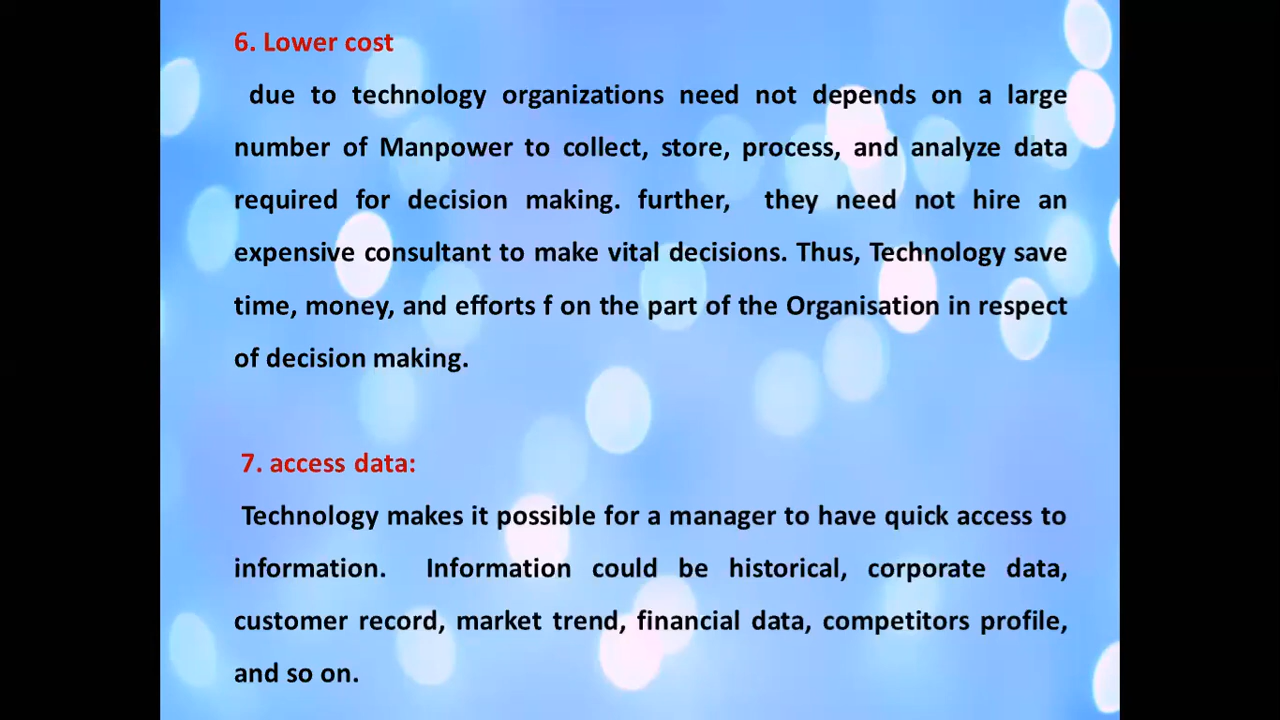 6. Lower cost
due to technology organizations need not depends on a large
number of Manpower to collect, store, process, and analyze data
required for decision making. further, they need not hire an
expensive consultant to make vital decisions. Thus, Technology save
time, money, and efforts f on the part of the Organisation in respect
of decision making.
7. access data:
Technology makes it possible for a manager to have quick access to
information. Information could be historical, corporate data,
customer record, market trend, financial data, competitors profile,
and so on.